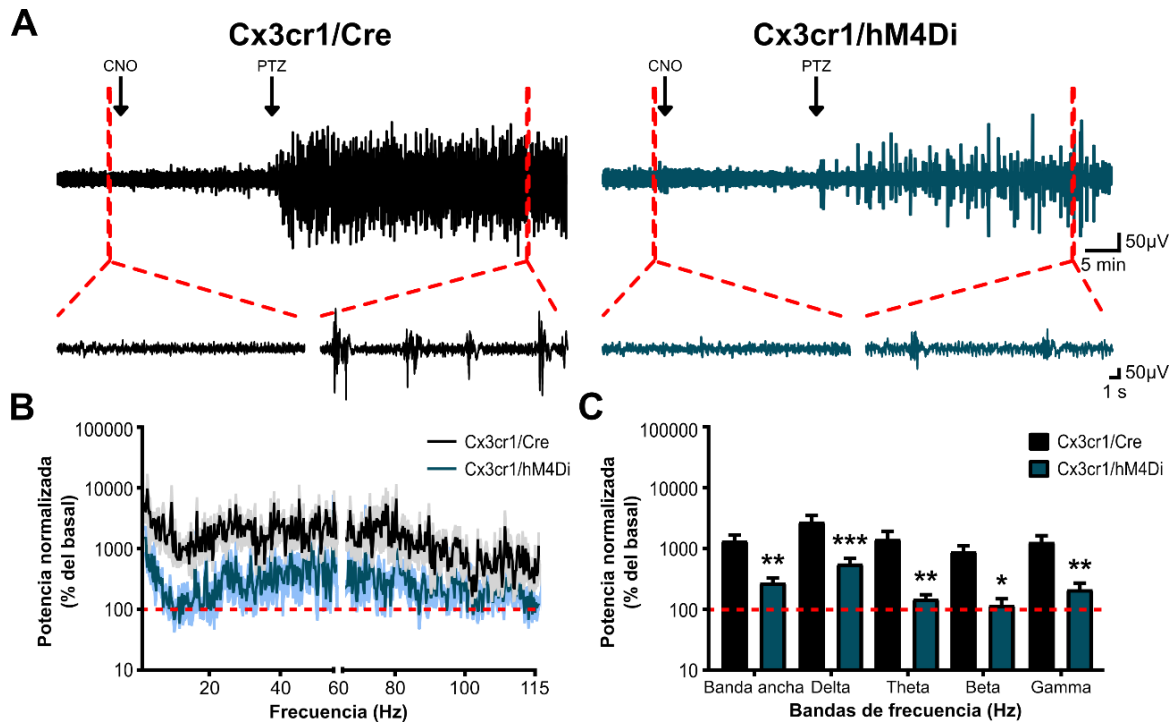 A
Cx3cr1/Cre
Cx3cr1/hM4Di
CNO
PTZ
CNO
PTZ
50µV
5 min
50µV
1 s
B
Potencia normalizada
(% del basal)
100000
10000
1000
100
10
Cx3cr1/Cre
Cx3cr1/hM4Di
20
40
60
80
100
115
Frecuencia (Hz)
C
Potencia normalizada
(% del basal)
100000
10000
1000
100
10
Cx3cr1/Cre
Cx3cr1/hM4Di
**
***
**
*
**
Banda ancha
Delta
Theta
Beta
Gamma
Bandas de frecuencia (Hz)